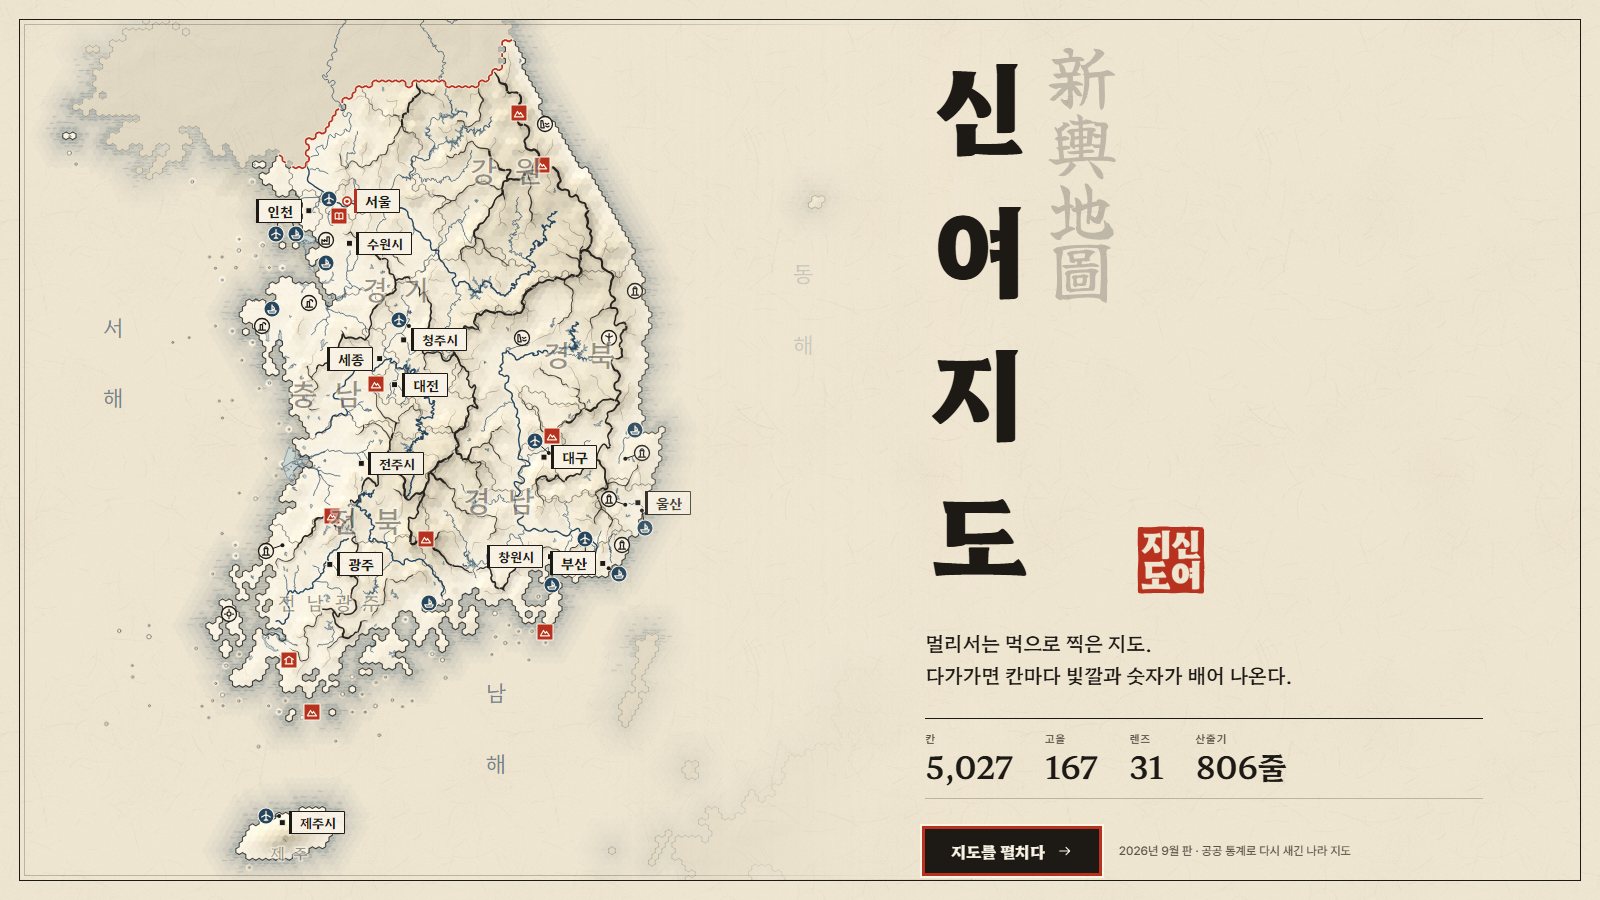 신여지도
新輿地圖
지신
도여
멀리서는 먹으로 찍은 지도.
다가가면 칸마다 빛깔과 숫자가 배어 나온다.
칸 고을 렌즈 산줄기
5,027 167 31 806줄
지도를 펼치다 →
2026년 9월 판 · 공공 통계로 다시 새긴 나라 지도
강원
서울
인천
수원시
경기
동해
서해
청주시
경북
세종
대전
충남
대구
전주시
경남
울산
전북
창원시
부산
광주
전남광주
남해
제주시
제주